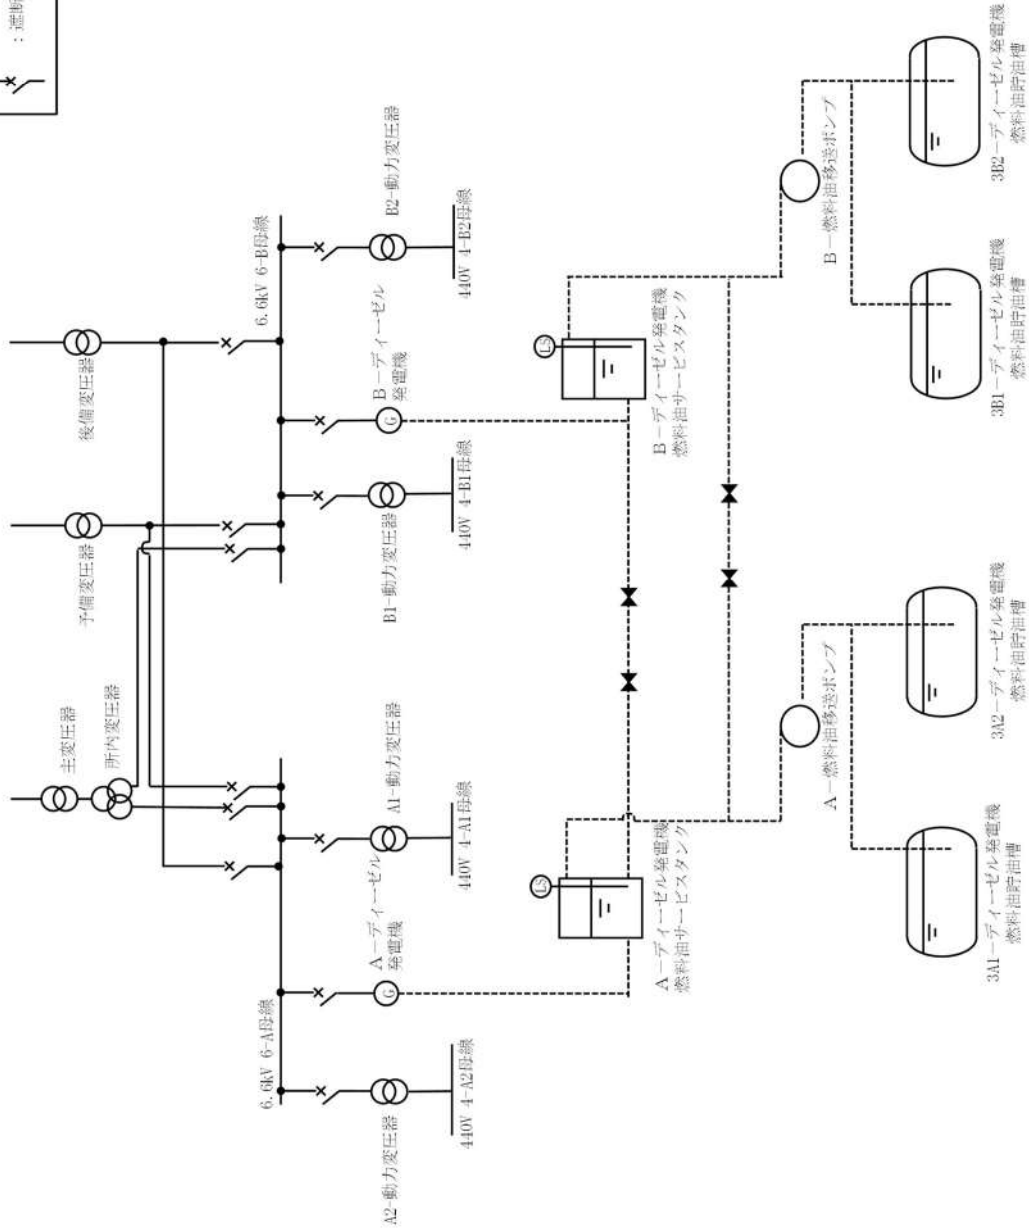 ：遮断
主変圧器
所内変圧器
予備変圧器
後備変圧器
6.6kV 6-A母線
6.6kV 6-B母線
A2-動力変圧器
440V 4-A2母線
A－ディーゼル
発電機
A1-動力変圧器
440V 4-A1母線
B1-動力変圧器
440V 4-B1母線
B－ディーゼル
発電機
B2-動力変圧器
440V 4-B2母線
G
G
LS
LS
A－ディーゼル発電機
燃料油サービスタンク
B－ディーゼル発電機
燃料油サービスタンク
A－燃料油移送ポンプ
B－燃料油移送ポンプ
3A1－ディーゼル発電機
燃料油貯油槽
3A2－ディーゼル発電機
燃料油貯油槽
3B1－ディーゼル発電機
燃料油貯油槽
3B2－ディーゼル発電機
燃料油貯油槽